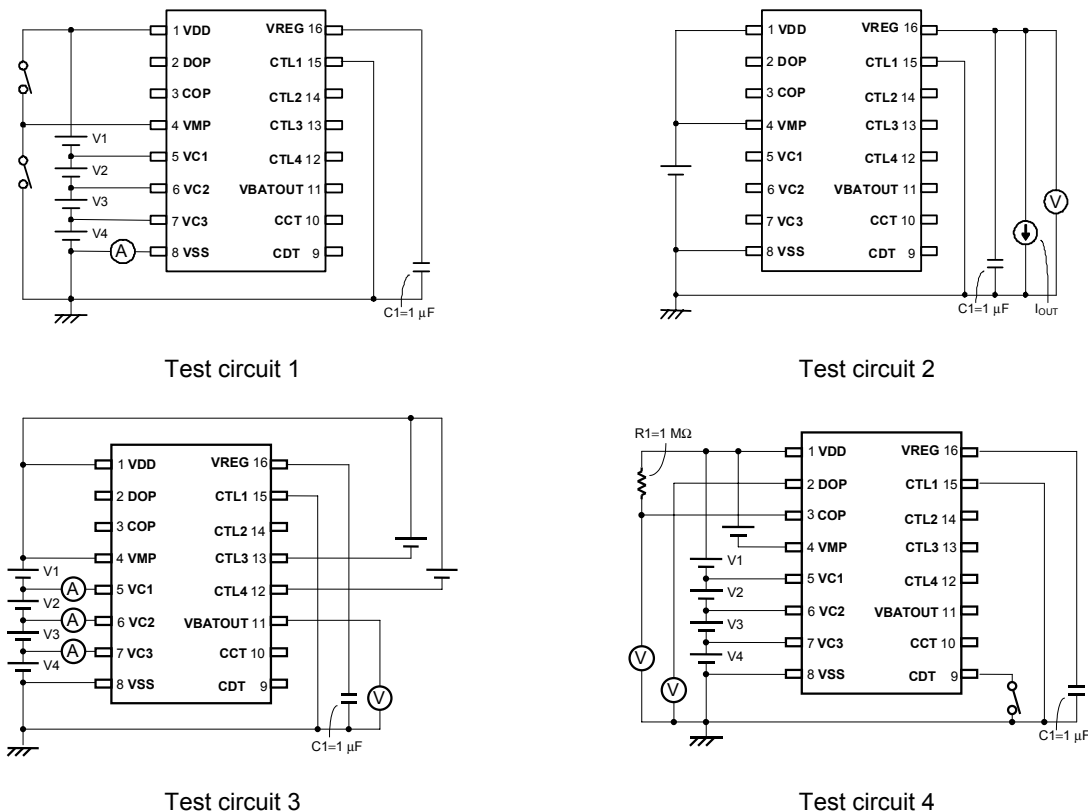 1 VDD VREG 16
2 DOP CTL1 15
3 COP CTL2 14
4 VMP CTL3 13
V1
5 VC1 CTL4 12
V2
6 VC2 VBATOUT 11
V3
7 VC3 CCT 10
V4
A 8 VSS CDT 9
C1=1 μF
Test circuit 1
1 VDD VREG 16
2 DOP CTL1 15
3 COP CTL2 14
4 VMP CTL3 13
5 VC1 CTL4 12
6 VC2 VBATOUT 11
V
7 VC3 CCT 10
8 VSS CDT 9
C1=1 μF IOUT
Test circuit 2
1 VDD VREG 16
2 DOP CTL1 15
3 COP CTL2 14
4 VMP CTL3 13
V1
A 5 VC1 CTL4 12
V2
A 6 VC2 VBATOUT 11
V3
A 7 VC3 CCT 10
V4
8 VSS CDT 9
V
C1=1 μF
Test circuit 3
R1=1 MΩ
1 VDD VREG 16
2 DOP CTL1 15
3 COP CTL2 14
4 VMP CTL3 13
V1
5 VC1 CTL4 12
V2
6 VC2 VBATOUT 11
V3
7 VC3 CCT 10
V4
V
8 VSS CDT 9
V
C1=1 μF
Test circuit 4